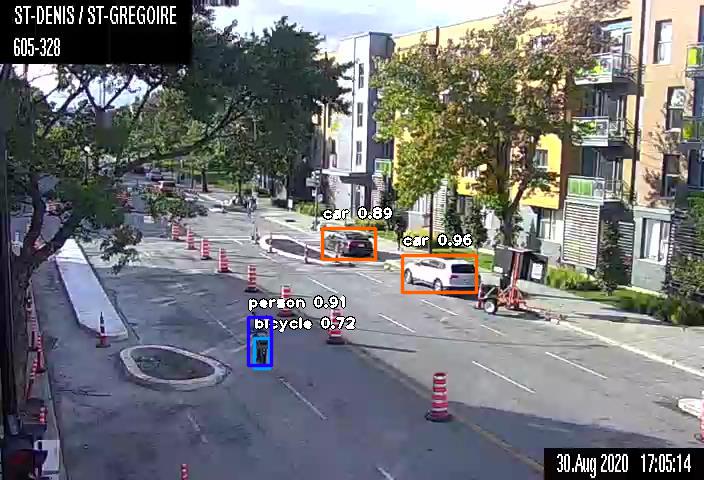 ST-DENIS / ST-GREGOIRE
605-328
car 0.89
car 0.96
person 0.91
bicycle 0.72
30.Aug 2020 17:05:14